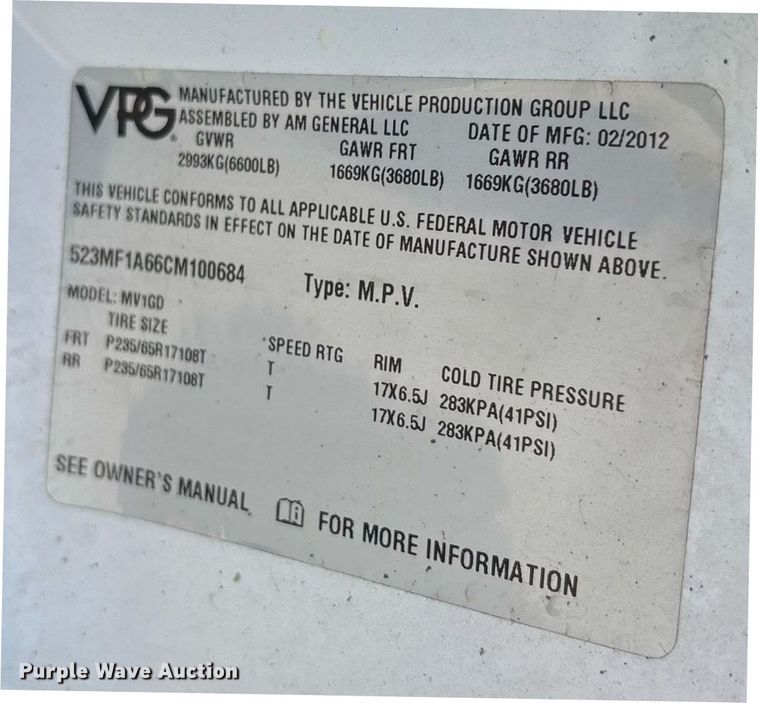 VPG MANUFACTURED BY THE VEHICLE PRODUCTION GROUP LLC
ASSEMBLED BY AM GENERAL LLC DATE OF MFG: 02/2012
GVWR GAWR FRT GAWR RR
2993KG(6600LB) 1669KG(3680LB) 1669KG(3680LB)
THIS VEHICLE CONFORMS TO ALL APPLICABLE U.S. FEDERAL MOTOR VEHICLE
SAFETY STANDARDS IN EFFECT ON THE DATE OF MANUFACTURE SHOWN ABOVE.
523MF1A66CM100684 Type: M.P.V.
MODEL: MV1GD
TIRE SIZE SPEED RTG RIM COLD TIRE PRESSURE
FRT P235/65R17108T T 17X6.5J 283KPA(41PSI)
RR P235/65R17108T T 17X6.5J 283KPA(41PSI)
SEE OWNER'S MANUAL FOR MORE INFORMATION
Purple Wave Auction